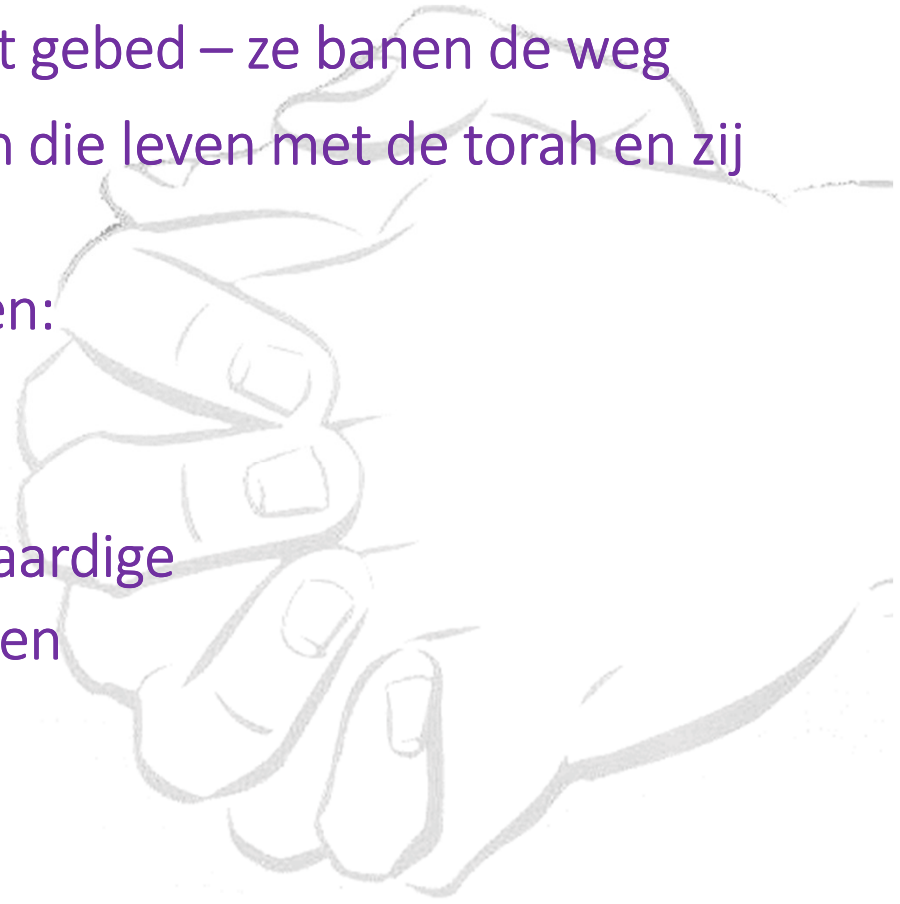 t gebed – ze banen de weg
n die leven met de torah en zij
en:
aardige
en